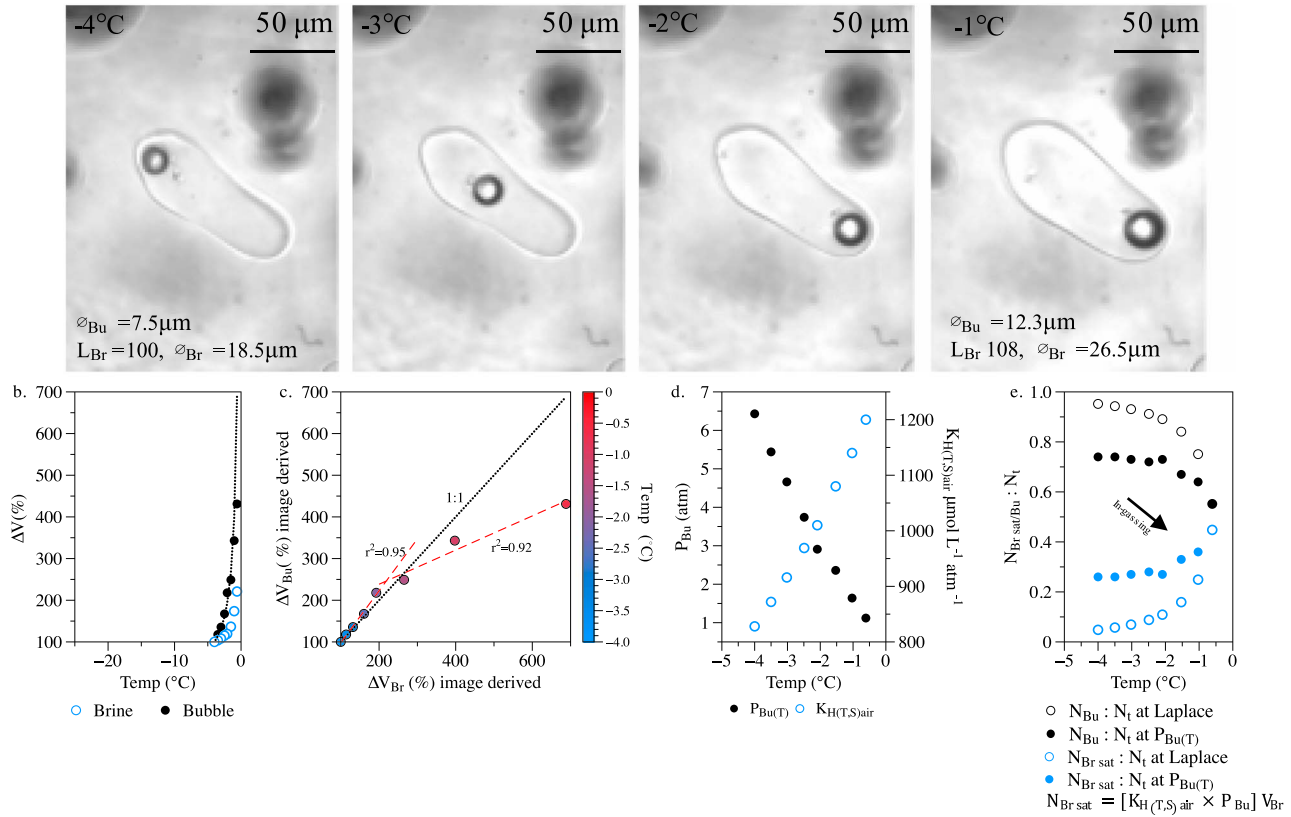 -4°C 50 µm
-3°C 50 µm
-2°C 50 µm
-1°C 50 µm
⌀Bu =7.5µm
LBr =100, ⌀Br =18.5µm
⌀Bu =12.3µm
LBr 108, ⌀Br =26.5µm
b.
700
600
500
400
300
200
100
ΔV(%)
−20 −10 0
Temp (°C)
Brine Bubble
c.
700
600
500
400
300
200
100
ΔVBu(%) image derived
1:1
r²=0.95
r²=0.92
200 400 600
ΔVBr (%) image derived
0
−0.5
−1.0
−1.5
−2.0
−2.5
−3.0
−3.5
−4.0
Temp (°C)
d.
7
6
5
4
3
2
1
PBu (atm)
1200
1100
1000
900
800
KH(T,S)air µmol L⁻¹ atm⁻¹
−5 −4 −3 −2 −1 0
Temp (°C)
PBu(T) KH(T,S)air
e.
1.0
0.8
0.6
0.4
0.2
0
NBr sat/Bu : Nt
In-gassing
−5 −4 −3 −2 −1 0
Temp (°C)
NBu : Nt at Laplace
NBu : Nt at PBu(T)
NBr sat : Nt at Laplace
NBr sat : Nt at PBu(T)
NBr sat = [KH(T,S) air × PBu] VBr